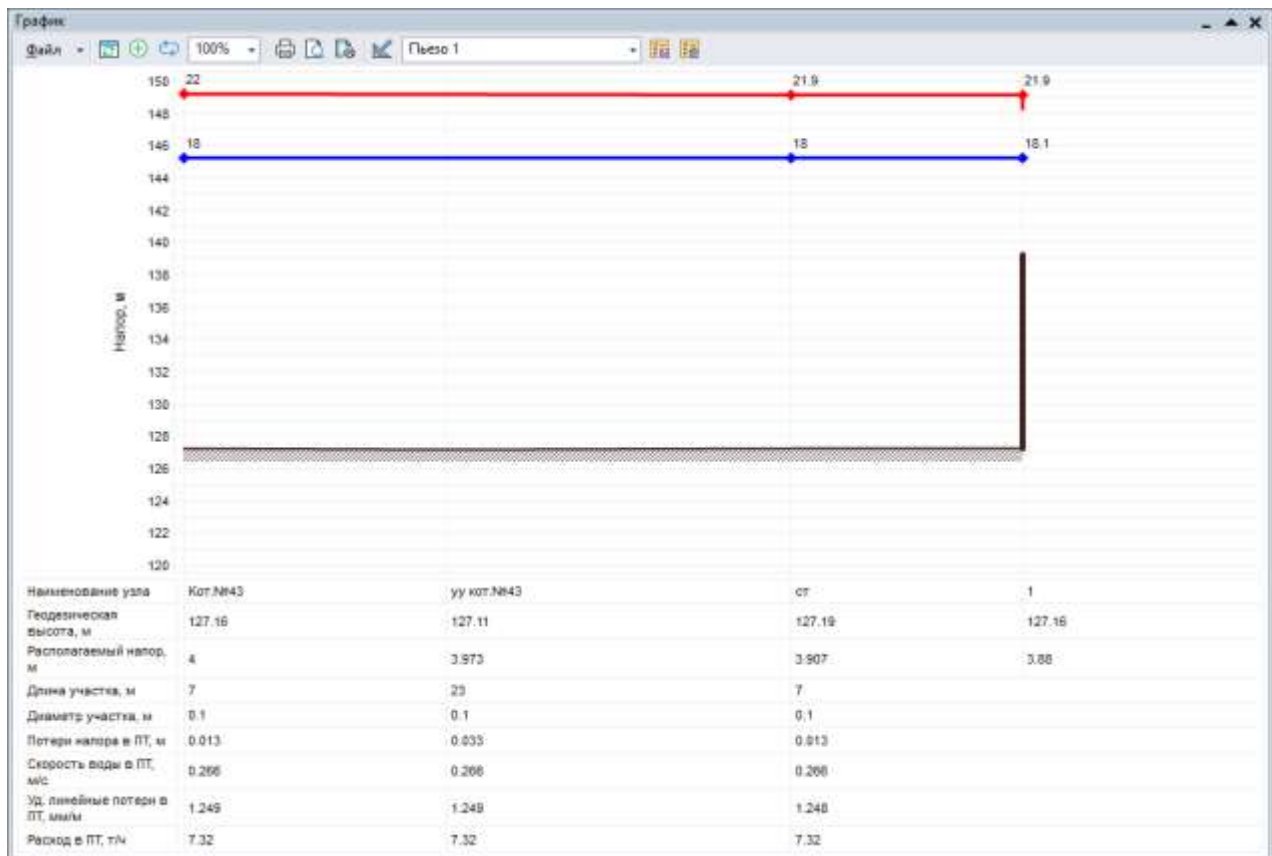 График
Файл 100% Пьезо 1
150 22 21.9 21.9
148
146 18 18 18.1
144
142
140
138
136
134
132
130
128
126
124
122
120
Напор, м
Наименование узла Кот.№43 уу кот.№43 ст 1
Геодезическая
высота, м 127.16 127.11 127.19 127.16
Располагаемый напор,
м 4 3.973 3.907 3.88
Длина участка, м 7 23 7
Диаметр участка, м 0.1 0.1 0.1
Потери напора в ПТ, м 0.013 0.033 0.013
Скорость воды в ПТ,
м/с 0.266 0.266 0.266
Уд. линейные потери в
ПТ, мм/м 1.249 1.249 1.248
Расход в ПТ, т/ч 7.32 7.32 7.32